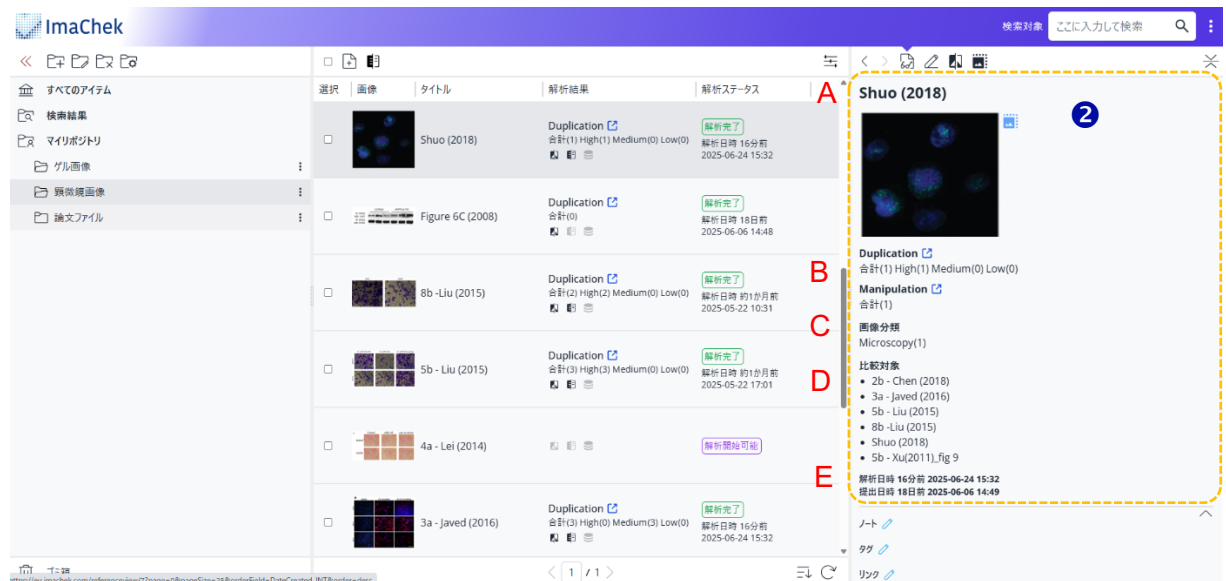 ImaChek
検索対象 ここに入力して検索
すべてのアイテム
検索結果
マイリポジトリ
ゲル画像
顕微鏡画像
論文ファイル
選択 画像 タイトル 解析結果 解析ステータス
Shuo (2018)
Duplication
合計(1) High(1) Medium(0) Low(0)
解析完了
解析日時 16分前
2025-06-24 15:32
Figure 6C (2008)
Duplication
合計(0)
解析完了
解析日時 18日前
2025-06-06 14:48
8b -Liu (2015)
Duplication
合計(2) High(2) Medium(0) Low(0)
解析完了
解析日時 約1か月前
2025-05-22 10:31
5b - Liu (2015)
Duplication
合計(3) High(3) Medium(0) Low(0)
解析完了
解析日時 約1か月前
2025-05-22 17:01
4a - Lei (2014)
解析開始可能
3a - Javed (2016)
Duplication
合計(3) High(0) Medium(3) Low(0)
解析完了
解析日時 16分前
2025-06-24 15:32
1 / 1
A
B
C
D
E
Shuo (2018)
2
Duplication
合計(1) High(1) Medium(0) Low(0)
Manipulation
合計(1)
画像分類
Microscopy(1)
比較対象
• 2b - Chen (2018)
• 3a - Javed (2016)
• 5b - Liu (2015)
• 8b -Liu (2015)
• Shuo (2018)
• 5b - Xu(2011)_fig 9
解析日時 16分前 2025-06-24 15:32
提出日時 18日前 2025-06-06 14:49
ノート
タグ
リンク